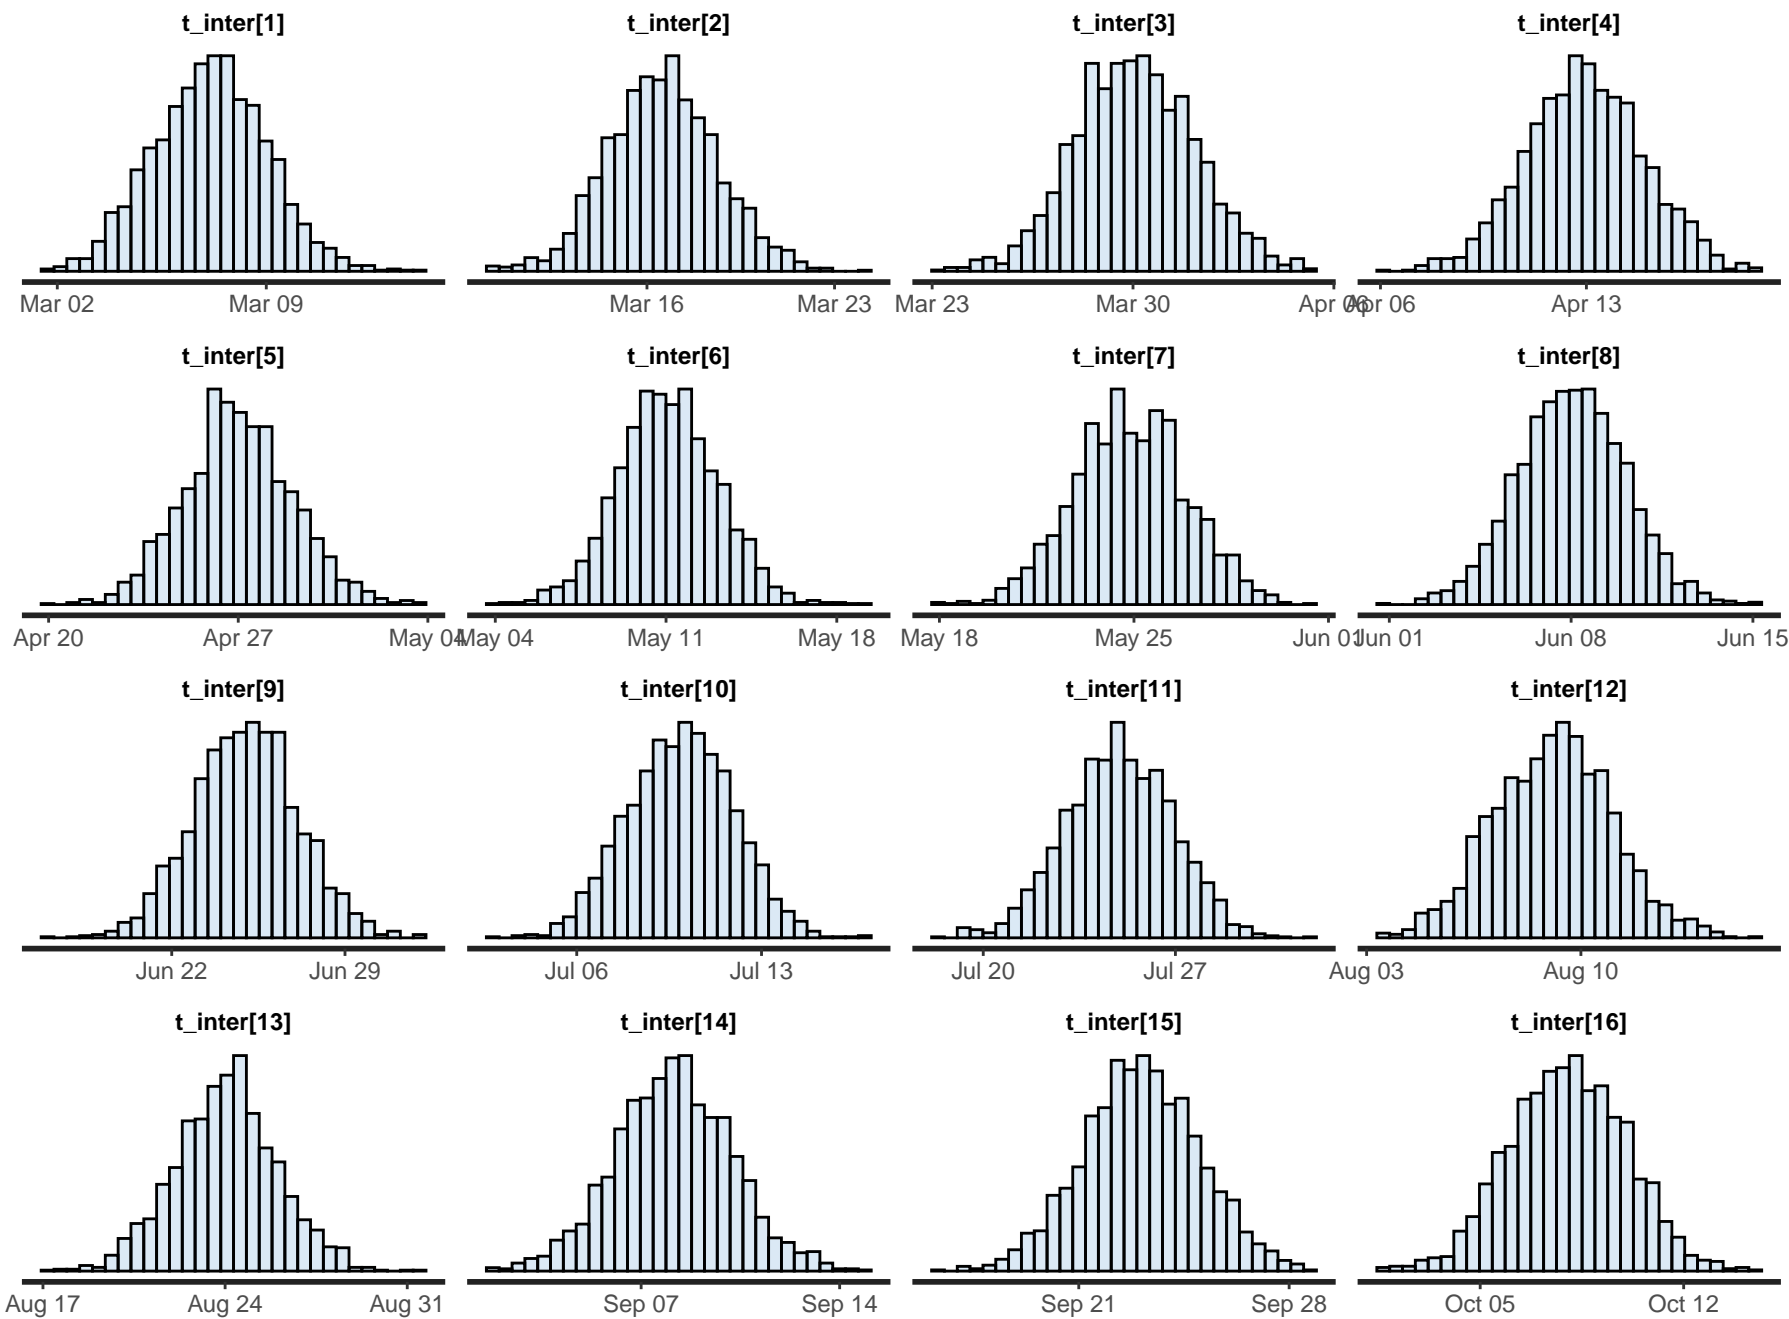 t_inter[1] t_inter[2] t_inter[3] t_inter[4]
Mar 02 Mar 09 Mar 16 Mar 23 Mar 23 Mar 30 Apr 06 Apr 06 Apr 13
t_inter[5] t_inter[6] t_inter[7] t_inter[8]
Apr 20 Apr 27 May 04 May 04 May 11 May 18 May 18 May 25 Jun 01 Jun 01 Jun 08 Jun 15
t_inter[9] t_inter[10] t_inter[11] t_inter[12]
Jun 22 Jun 29 Jul 06 Jul 13 Jul 20 Jul 27 Aug 03 Aug 10
t_inter[13] t_inter[14] t_inter[15] t_inter[16]
Aug 17 Aug 24 Aug 31 Sep 07 Sep 14 Sep 21 Sep 28 Oct 05 Oct 12